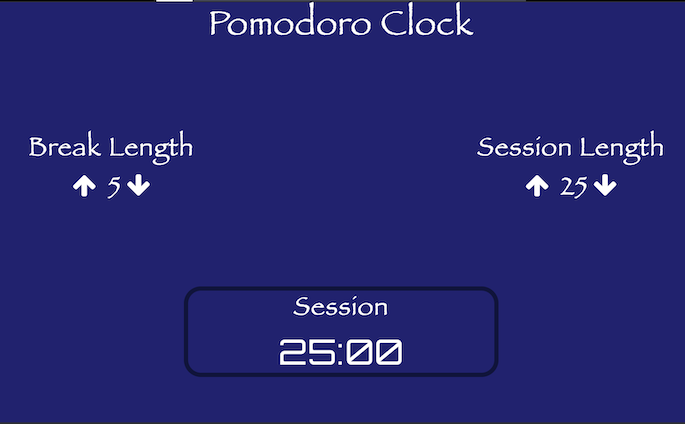 Pomodoro Clock
Break Length
5
Session Length
25
Session
25:00